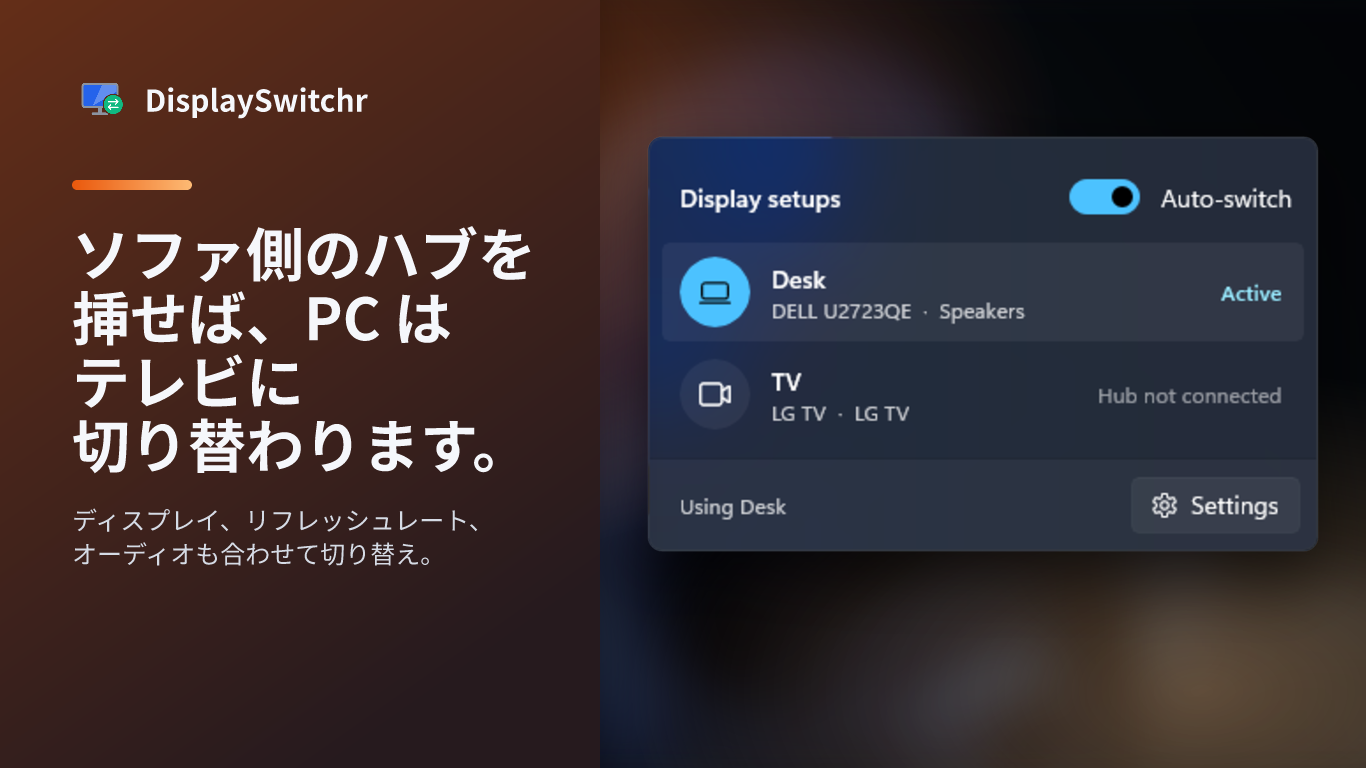 DisplaySwitchr
ソファ側のハブを
挿せば、PC は
テレビに
切り替わります。
ディスプレイ、リフレッシュレート、
オーディオも合わせて切り替え。
Display setups
Auto-switch
Desk
DELL U2723QE · Speakers
Active
TV
LG TV · LG TV
Hub not connected
Using Desk
Settings